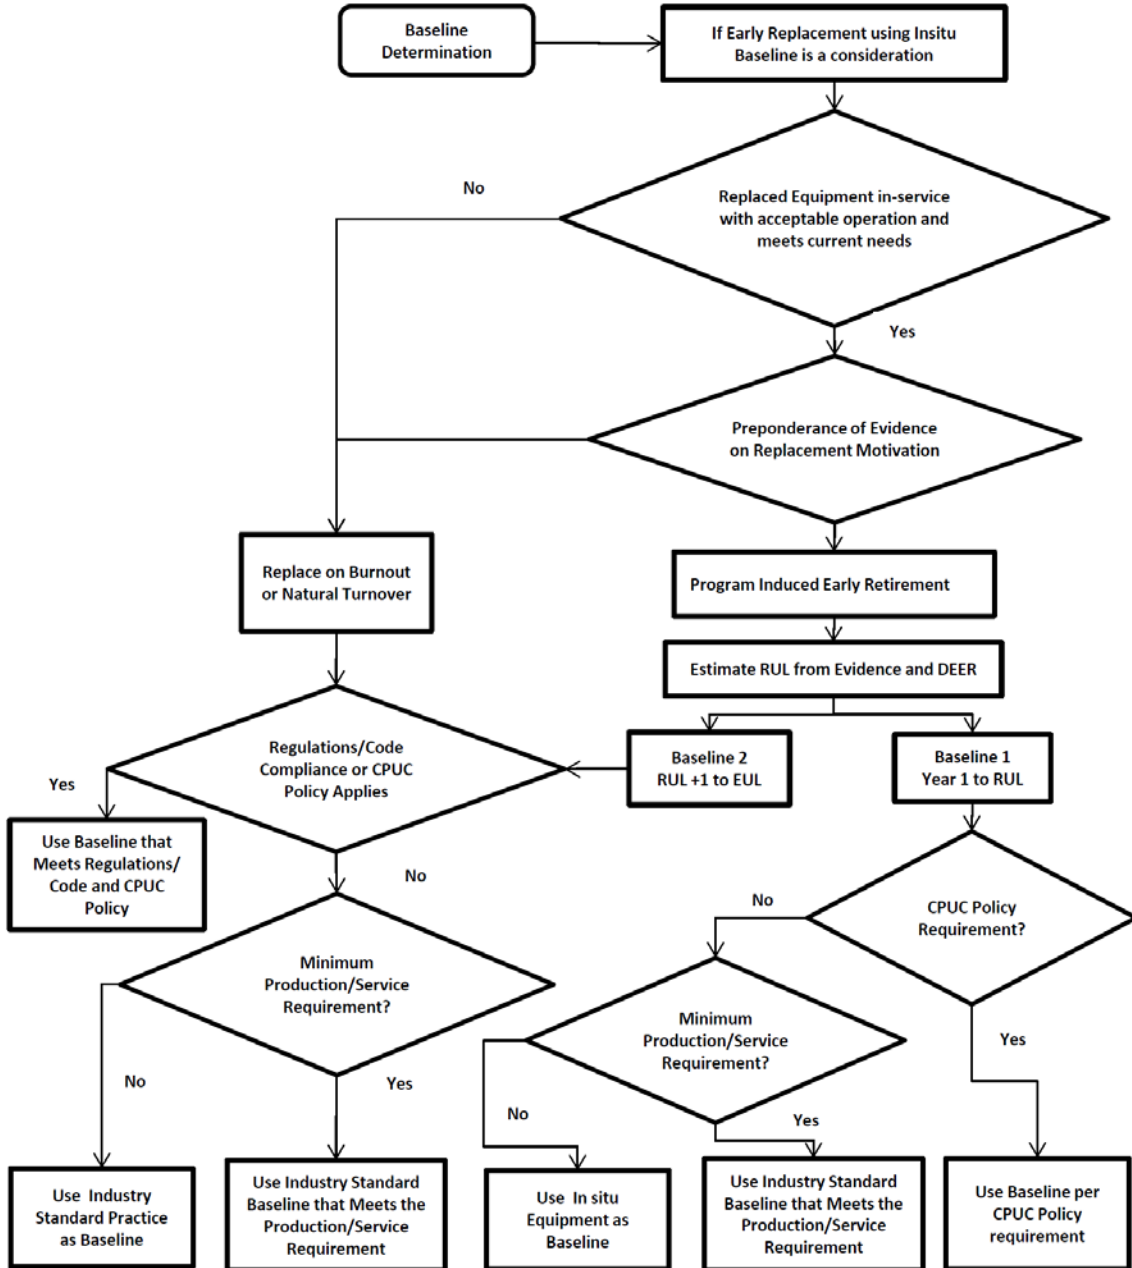 Baseline
Determination
If Early Replacement using Insitu
Baseline is a consideration
No
Replaced Equipment in-service
with acceptable operation and
meets current needs
Yes
Preponderance of Evidence
on Replacement Motivation
Replace on Burnout
or Natural Turnover
Program Induced Early Retirement
Estimate RUL from Evidence and DEER
Regulations/Code
Compliance or CPUC
Policy Applies
Baseline 2
RUL +1 to EUL
Baseline 1
Year 1 to RUL
Yes
Use Baseline that
Meets Regulations/
Code and CPUC
Policy
No
No
CPUC Policy
Requirement?
Minimum
Production/Service
Requirement?
Minimum
Production/Service
Requirement?
Yes
No
Yes
No
Yes
Use Industry
Standard Practice
as Baseline
Use Industry Standard
Baseline that Meets the
Production/Service
Requirement
Use In situ
Equipment as
Baseline
Use Industry Standard
Baseline that Meets the
Production/Service
Requirement
Use Baseline per
CPUC Policy
requirement